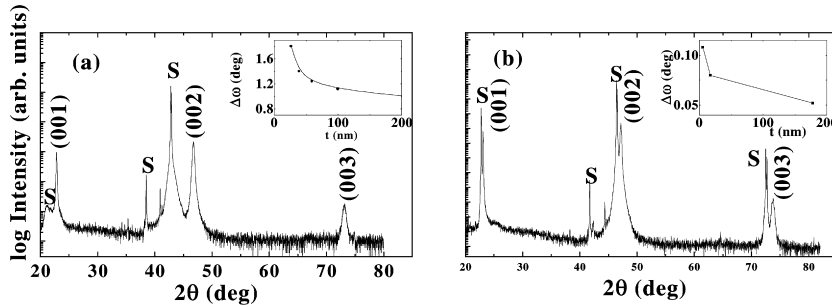 log Intensity (arb. units)
(a)
S
(001)
S
S
(002)
(003)
1.6
1.2
0.8
Δω (deg)
0 100 200
t (nm)
20 30 40 50 60 70 80
2θ (deg)
(b)
S
(001)
S
S
(002)
S
(003)
0.10
0.05
Δω (deg)
0 100 200
t (nm)
20 30 40 50 60 70 80
2θ (deg)